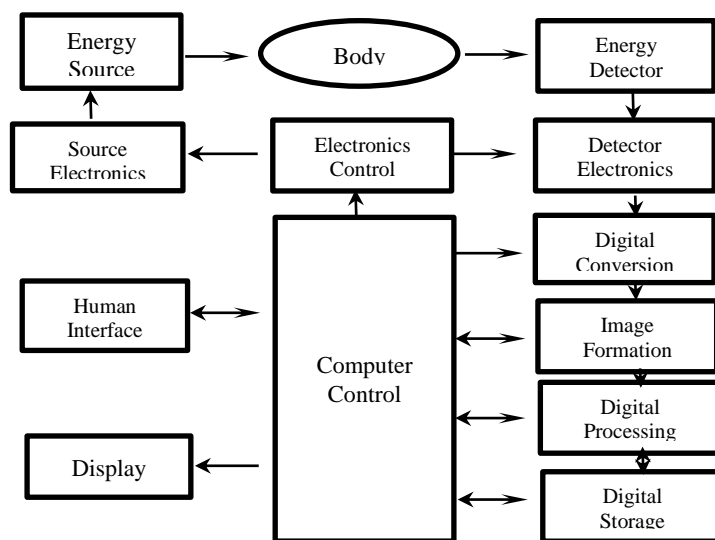 Energy
Source
Body
Energy
Detector
Source
Electronics
Electronics
Control
Detector
Electronics
Digital
Conversion
Human
Interface
Computer
Control
Image
Formation
Digital
Processing
Display
Digital
Storage